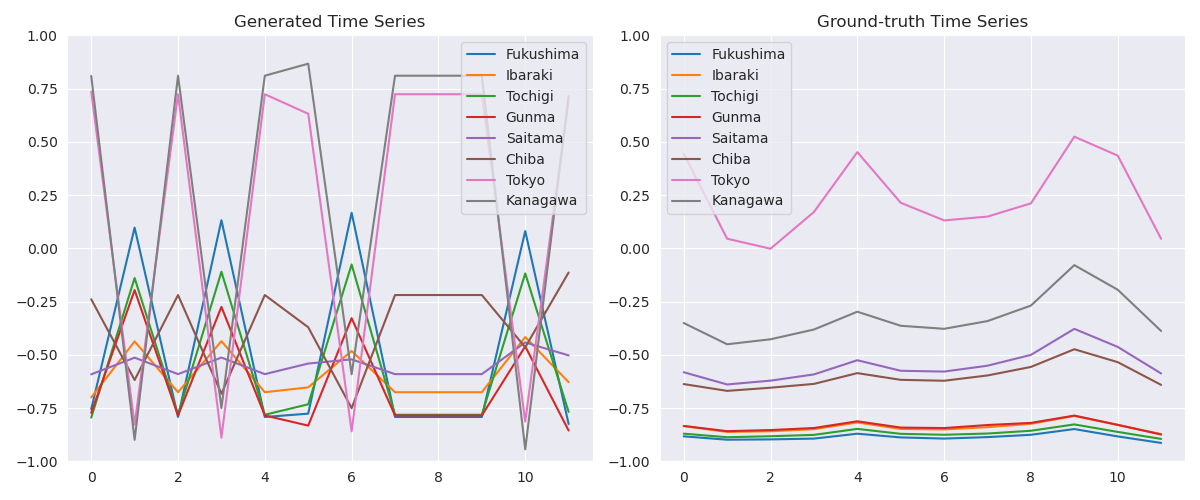 Generated Time Series
1.00
0.75
0.50
0.25
0.00
−0.25
−0.50
−0.75
−1.00
0
2
4
6
8
10
Fukushima
Ibaraki
Tochigi
Gunma
Saitama
Chiba
Tokyo
Kanagawa
Ground-truth Time Series
1.00
0.75
0.50
0.25
0.00
−0.25
−0.50
−0.75
−1.00
0
2
4
6
8
10
Fukushima
Ibaraki
Tochigi
Gunma
Saitama
Chiba
Tokyo
Kanagawa